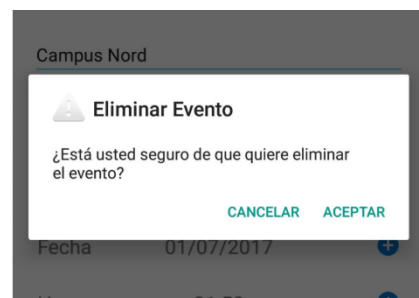 Campus Nord
Eliminar Evento
¿Está usted seguro de que quiere eliminar
el evento?
CANCELAR ACEPTAR
Fecha 01/07/2017